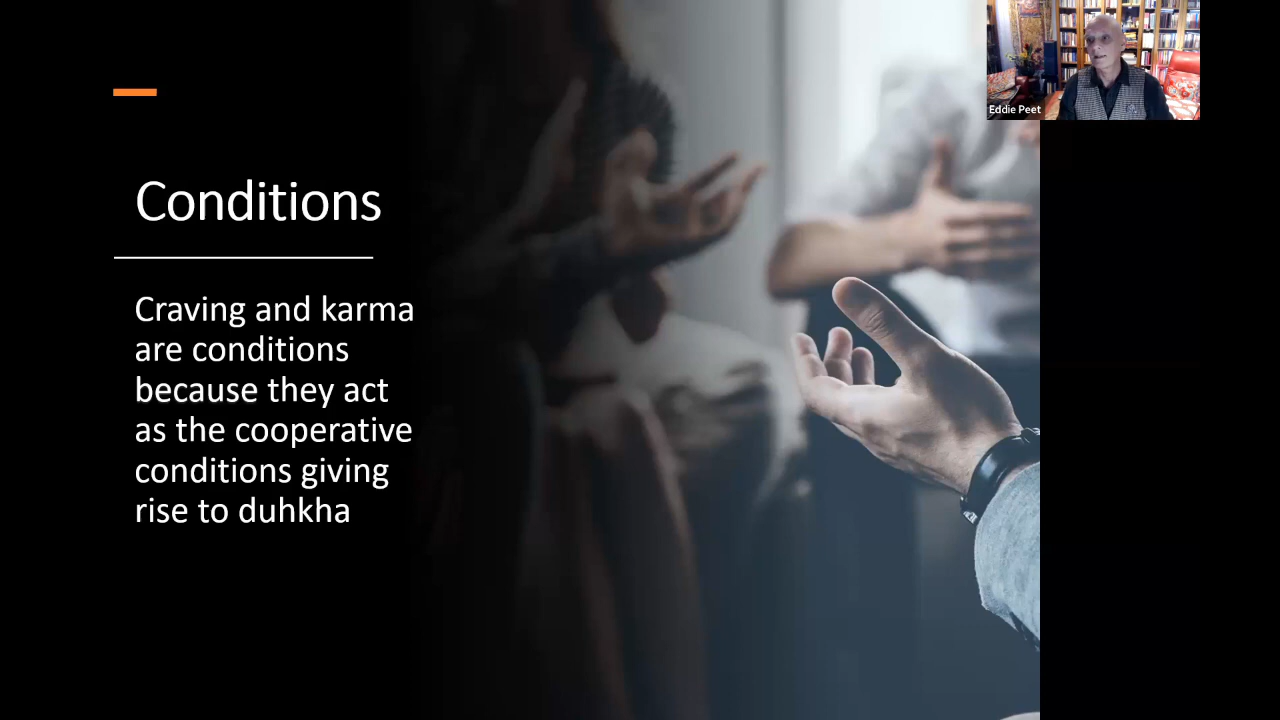 Eddie Peet
Conditions
Craving and karma
are conditions
because they act
as the cooperative
conditions giving
rise to duhkha